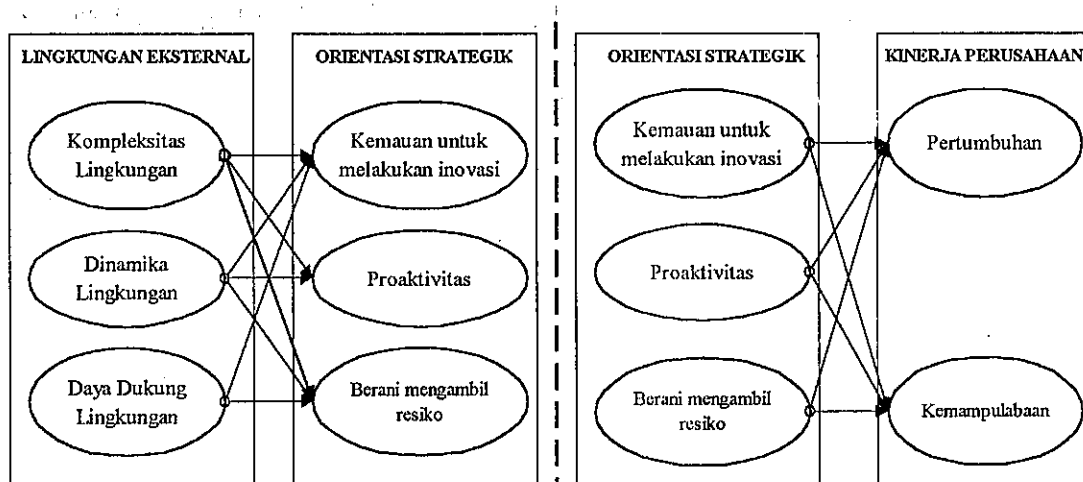 LINGKUNGAN EKSTERNAL
Kompleksitas
Lingkungan
Dinamika
Lingkungan
Daya Dukung
Lingkungan
ORIENTASI STRATEGIK
Kemauan untuk
melakukan inovasi
Proaktivitas
Berani mengambil
resiko
ORIENTASI STRATEGIK
Kemauan untuk
melakukan inovasi
Proaktivitas
Berani mengambil
resiko
KINERJA PERUSAHAAN
Pertumbuhan
Kemampulabaan